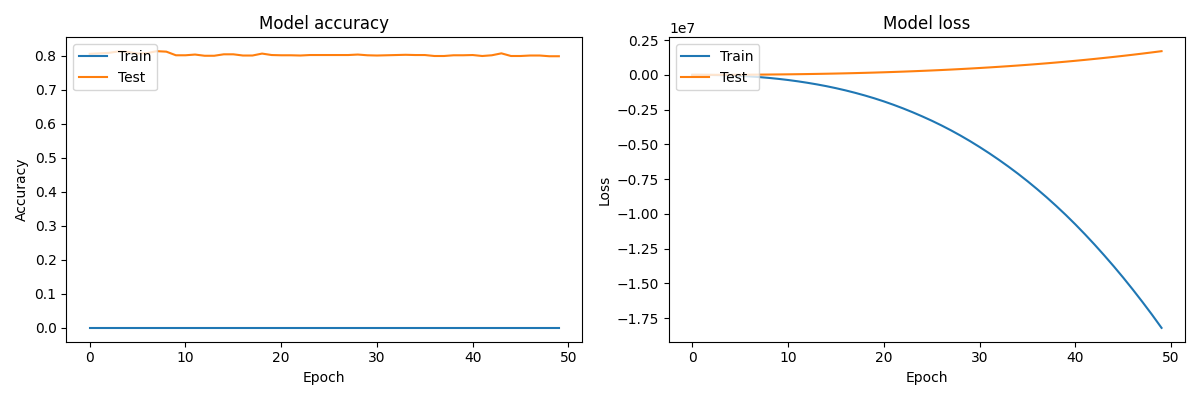 Model accuracy
Train
Test
0.8
0.7
0.6
0.5
0.4
0.3
0.2
0.1
0.0
Accuracy
0 10 20 30 40 50
Epoch
Model loss
1e7
Train
Test
0.25
0.00
−0.25
−0.50
−0.75
−1.00
−1.25
−1.50
−1.75
Loss
0 10 20 30 40 50
Epoch